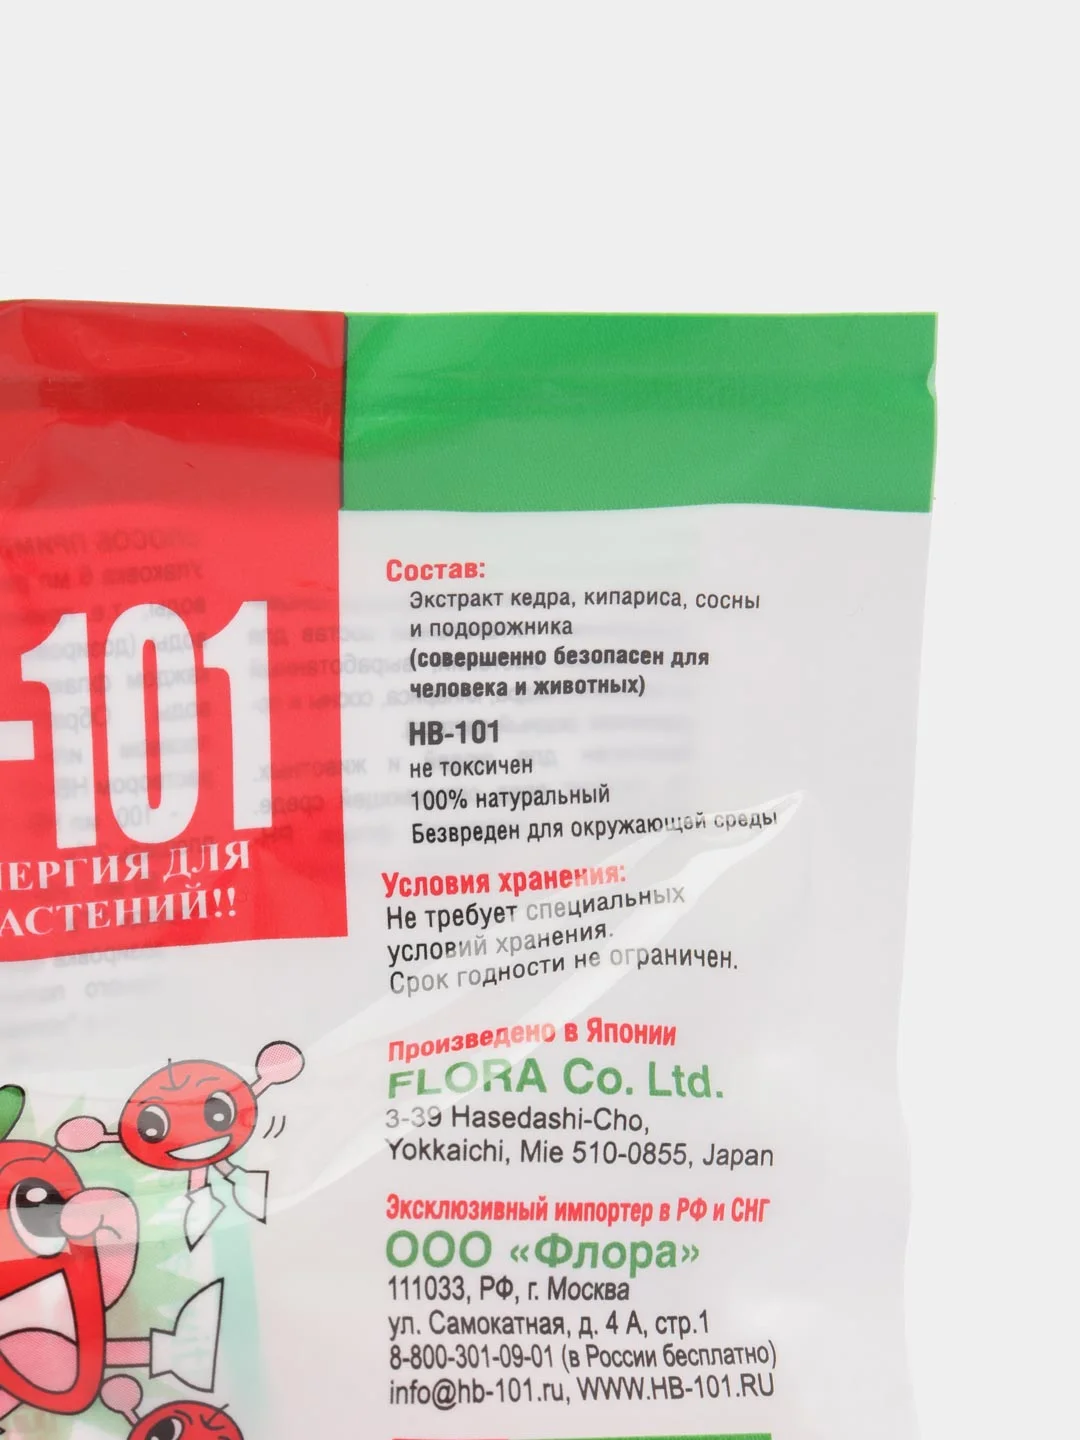 -101
ЕРГИЯ ДЛЯ
АСТЕНИЙ!!
Состав:
Экстракт кедра, кипариса, сосны
и подорожника
(совершенно безопасен для
человека и животных)
НВ-101
не токсичен
100% натуральный
Безвреден для окружающей среды
Условия хранения:
Не требует специальных
условий хранения.
Срок годности не ограничен.
Произведено в Японии
FLORA Co. Ltd.
3-39 Hasedashi-Cho,
Yokkaichi, Mie 510-0855, Japan
Эксклюзивный импортер в РФ и СНГ
ООО «Флора»
111033, РФ, г. Москва
ул. Самокатная, д. 4 А, стр.1
8-800-301-09-01 (в России бесплатно)
info@hb-101.ru, WWW.HB-101.RU